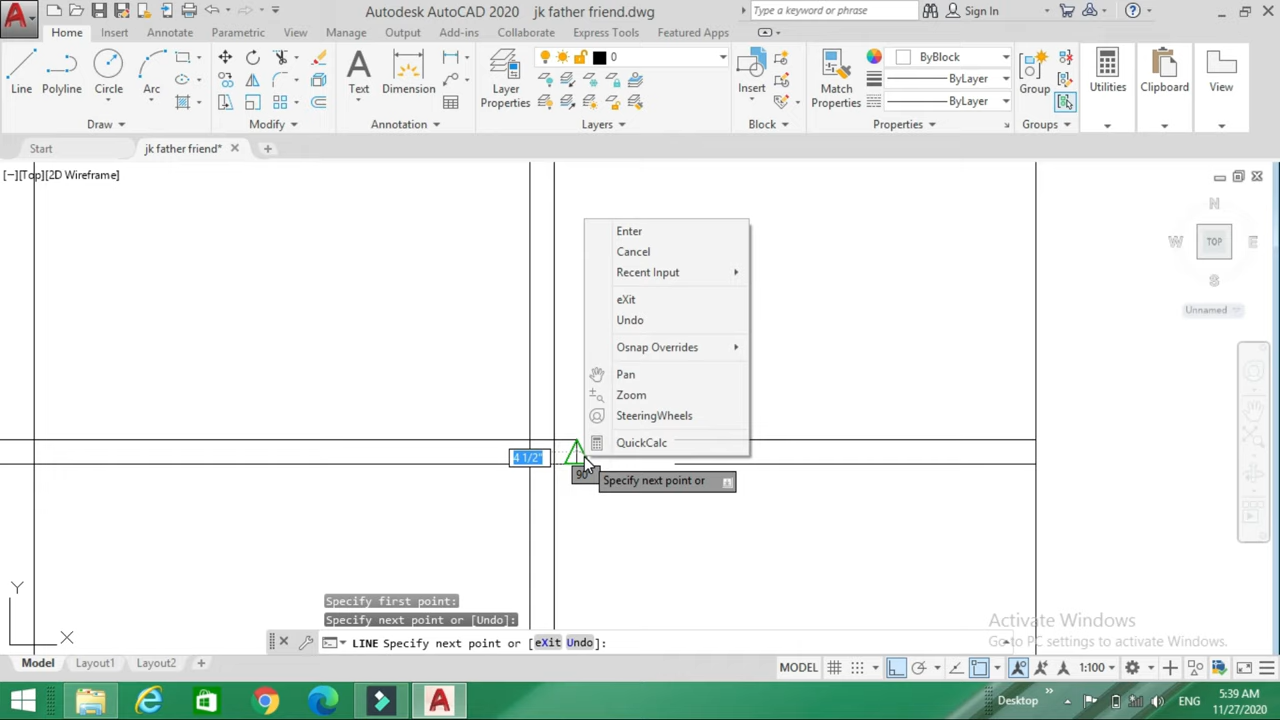 Autodesk AutoCAD 2020 jk father friend.dwg
Type a keyword or phrase
Sign In
Home Insert Annotate Parametric View Manage Output Add-ins Collaborate Express Tools Featured Apps
0
ByBlock
ByLayer
ByLayer
Line Polyline Circle Arc Text Dimension Layer Properties Insert Match Properties Group Utilities Clipboard View
Draw Modify Annotation Layers Block Properties Groups
Start jk father friend*
[−][Top][2D Wireframe]
N
W TOP E
S
Unnamed
Enter
Cancel
Recent Input
eXit
Undo
Osnap Overrides
Pan
Zoom
SteeringWheels
QuickCalc
4 1/2"
90°
Specify next point or
Y
X
Specify first point:
Specify next point or [Undo]:
LINE Specify next point or [eXit Undo]:
Activate Windows
Go to PC settings to activate Windows.
Model Layout1 Layout2
MODEL 1:100
Desktop ENG 5:39 AM
11/27/2020